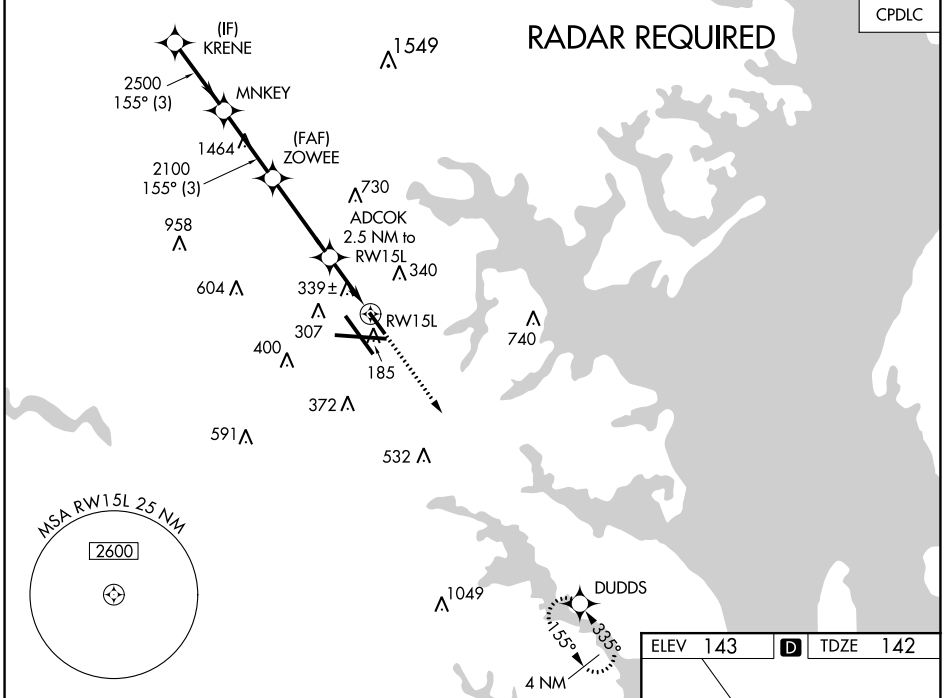 CPDLC
RADAR REQUIRED
(IF)
KRENE
1549
2500
155° (3)
MNKEY
1464
(FAF)
ZOWEE
2100
155° (3)
730
958
ADCOK
2.5 NM to
RW15L
340
604
339±
307
RW15L
740
400
185
372
591
532
MSA RW15L 25 NM
2600
1049
DUDDS
155°
335°
4 NM
ELEV 143 D TDZE 142